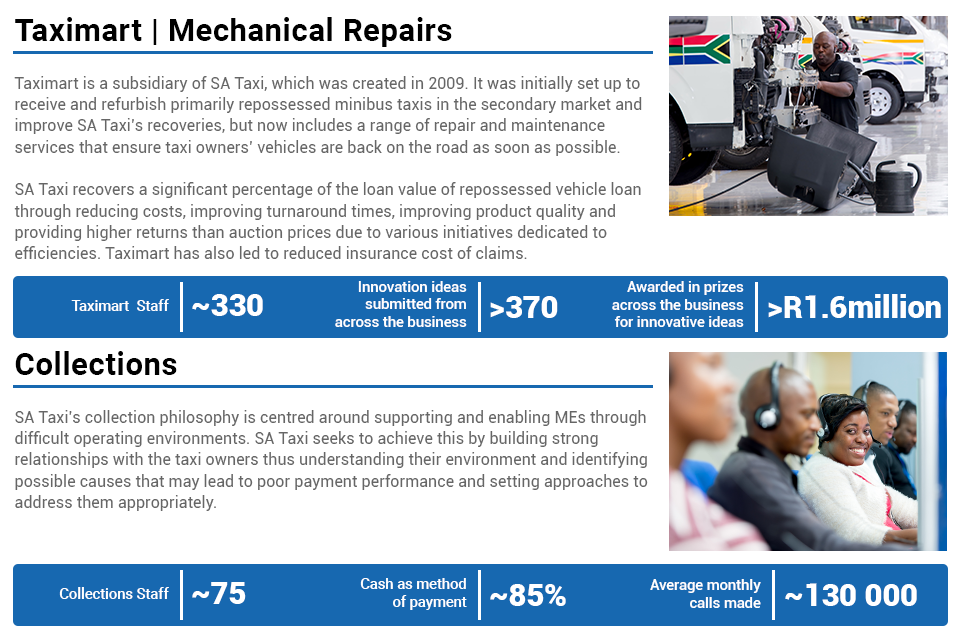 Taximart | Mechanical Repairs
Taximart is a subsidiary of SA Taxi, which was created in 2009. It was initially set up to
receive and refurbish primarily repossessed minibus taxis in the secondary market and
improve SA Taxi's recoveries, but now includes a range of repair and maintenance
services that ensure taxi owners' vehicles are back on the road as soon as possible.
SA Taxi recovers a significant percentage of the loan value of repossessed vehicle loan
through reducing costs, improving turnaround times, improving product quality and
providing higher returns than auction prices due to various initiatives dedicated to
efficiencies. Taximart has also led to reduced insurance cost of claims.
Taximart Staff
~330
Innovation ideas
submitted from
across the business
>370
Awarded in prizes
across the business
for innovative ideas
>R1.6million
Collections
SA Taxi's collection philosophy is centred around supporting and enabling MEs through
difficult operating environments. SA Taxi seeks to achieve this by building strong
relationships with the taxi owners thus understanding their environment and identifying
possible causes that may lead to poor payment performance and setting approaches to
address them appropriately.
Collections Staff
~75
Cash as method
of payment
~85%
Average monthly
calls made
~130 000